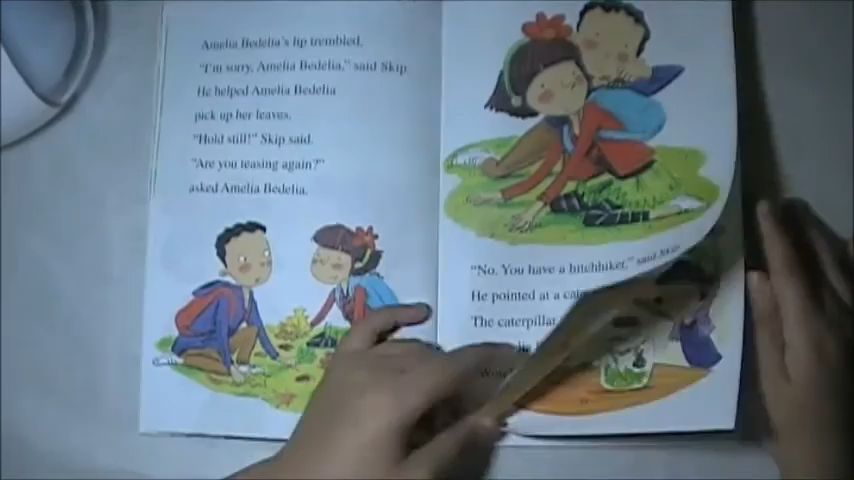 Amelia Bedelia's lip trembled.
"I'm sorry, Amelia Bedelia," said Skip
He helped Amelia Bedelia
pick up her leaves.
"Hold still!" Skip said.
"Are you teasing again?"
asked Amelia Bedelia.
"No. You have a hitchhiker," said Skip
He pointed at a
The caterpillar